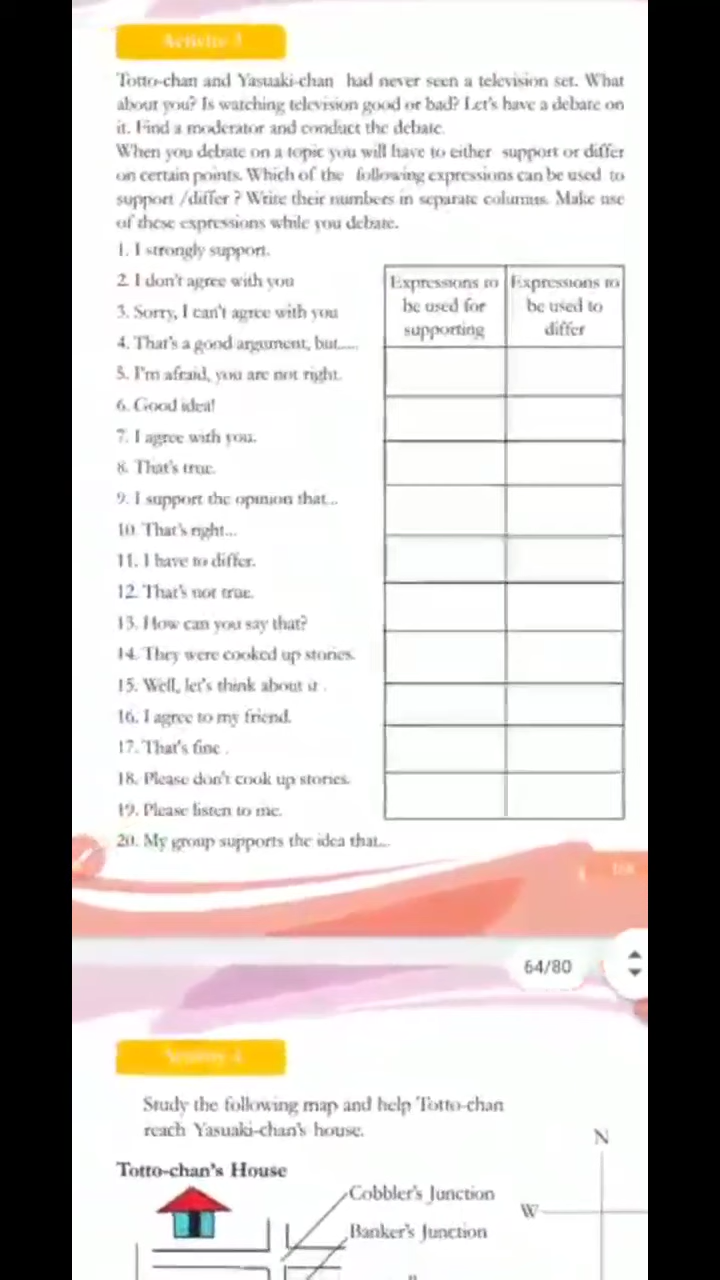 Activity 3
Totto-chan and Yasuaki-chan had never seen a television set. What
about you? Is watching television good or bad? Let's have a debate on
it. Find a moderator and conduct the debate.
When you debate on a topic you will have to either support or differ
on certain points. Which of the following expressions can be used to
support /differ ? Write their numbers in separate columns. Make use
of these expressions while you debate.
1. I strongly support.
2. I don't agree with you
3. Sorry, I can't agree with you
4. That's a good argument, but.....
5. I'm afraid, you are not right.
6. Good idea!
7. I agree with you.
8. That's true.
9. I support the opinion that...
10. That's right...
11. I have to differ.
12. That's not true.
13. How can you say that?
14. They were cooked up stories.
15. Well, let's think about it .
16. I agree to my friend.
17. That's fine .
18. Please don't cook up stories.
19. Please listen to me.
20. My group supports the idea that...
Expressions to
be used for
supporting
Expressions to
be used to
differ
64/80
Activity
Study the following map and help Totto-chan
reach Yasuaki-chan's house.
N
Totto-chan's House
Cobbler's Junction
W
Banker's Junction